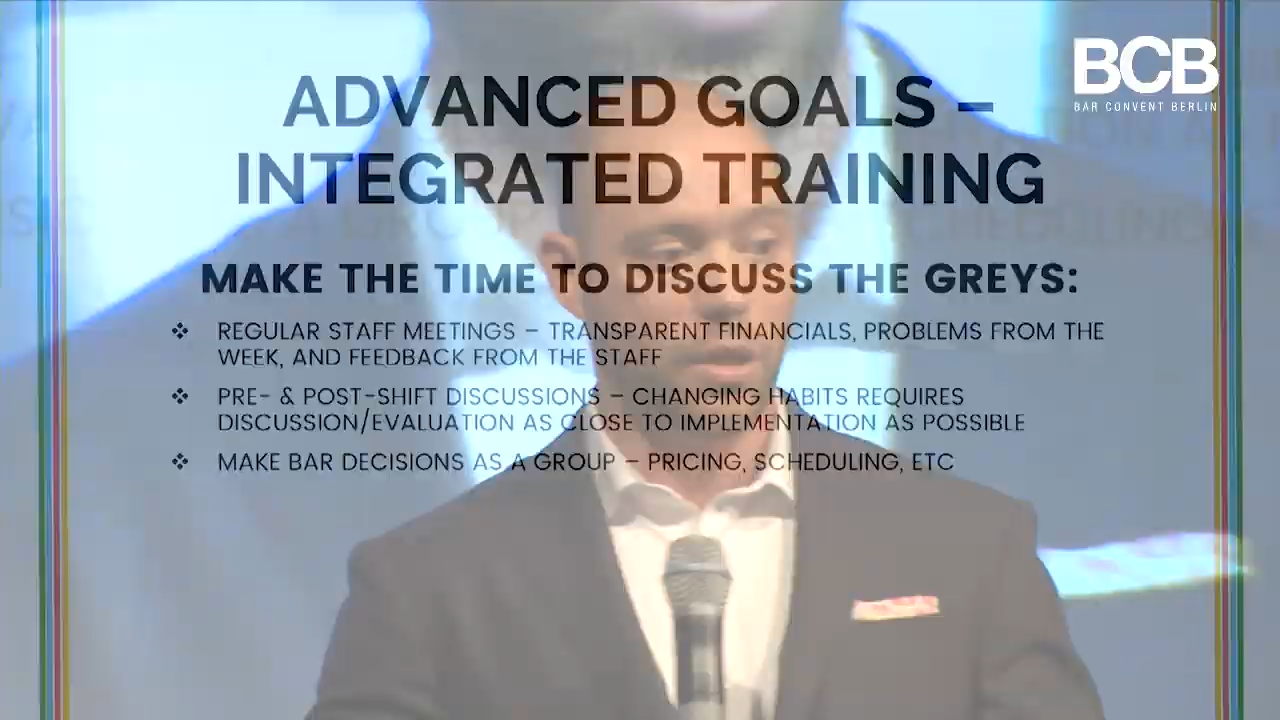 BCB
BAR CONVENT BERLIN
ADVANCED GOALS –
INTEGRATED TRAINING
MAKE THE TIME TO DISCUSS THE GREYS:
❖ REGULAR STAFF MEETINGS – TRANSPARENT FINANCIALS, PROBLEMS FROM THE
WEEK, AND FEEDBACK FROM THE STAFF
❖ PRE- & POST-SHIFT DISCUSSIONS – CHANGING HABITS REQUIRES
DISCUSSION/EVALUATION AS CLOSE TO IMPLEMENTATION AS POSSIBLE
❖ MAKE BAR DECISIONS AS A GROUP – PRICING, SCHEDULING, ETC